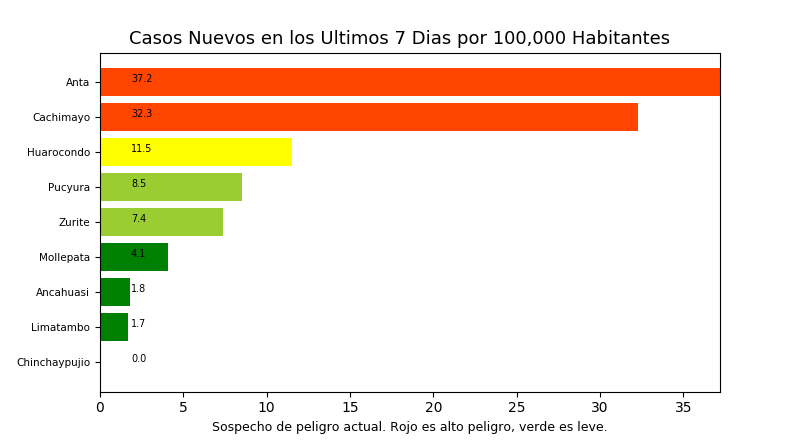 Casos Nuevos en los Ultimos 7 Dias por 100,000 Habitantes
Anta 37.2
Cachimayo 32.3
Huarocondo 11.5
Pucyura 8.5
Zurite 7.4
Mollepata 4.1
Ancahuasi 1.8
Limatambo 1.7
Chinchaypujio 0.0
0 5 10 15 20 25 30 35
Sospecho de peligro actual. Rojo es alto peligro, verde es leve.